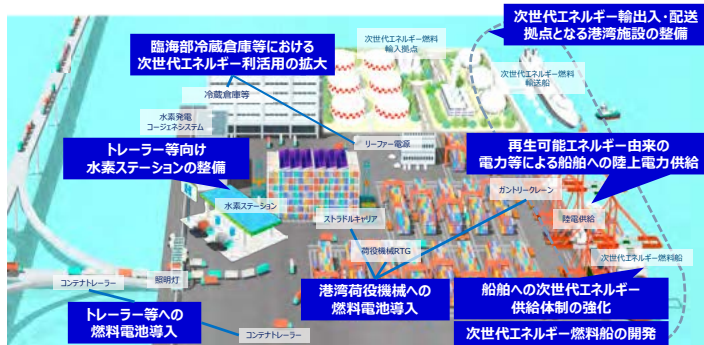 次世代エネルギー輸出入・配送
拠点となる港湾施設の整備
臨海部冷蔵倉庫等における
次世代エネルギー利活用の拡大
次世代エネルギー燃料
輸入拠点
次世代エネルギー燃料
輸送船
冷蔵倉庫等
水素発電
コージェネシステム
リーファー電源
トレーラー等向け
水素ステーションの整備
再生可能エネルギー由来の
電力等による船舶への陸上電力供給
ガントリークレーン
水素ステーション
ストラドルキャリア
陸電供給
荷役機械RTG
次世代エネルギー燃料船
コンテナトレーラー
照明灯
港湾荷役機械への
燃料電池導入
船舶への次世代エネルギー
供給体制の強化
トレーラー等への
燃料電池導入
コンテナトレーラー
次世代エネルギー燃料船の開発